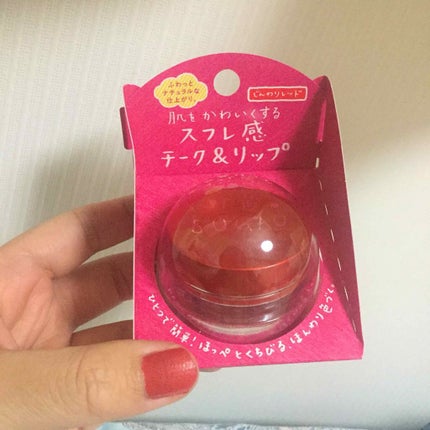 ふわっと
ナチュラルな
仕上がり。
じんわりレッド
肌をかわいくする
スフレ感
チーク&リップ
ひとつで簡単!ほっぺとくちびる、ほんのり色づく。